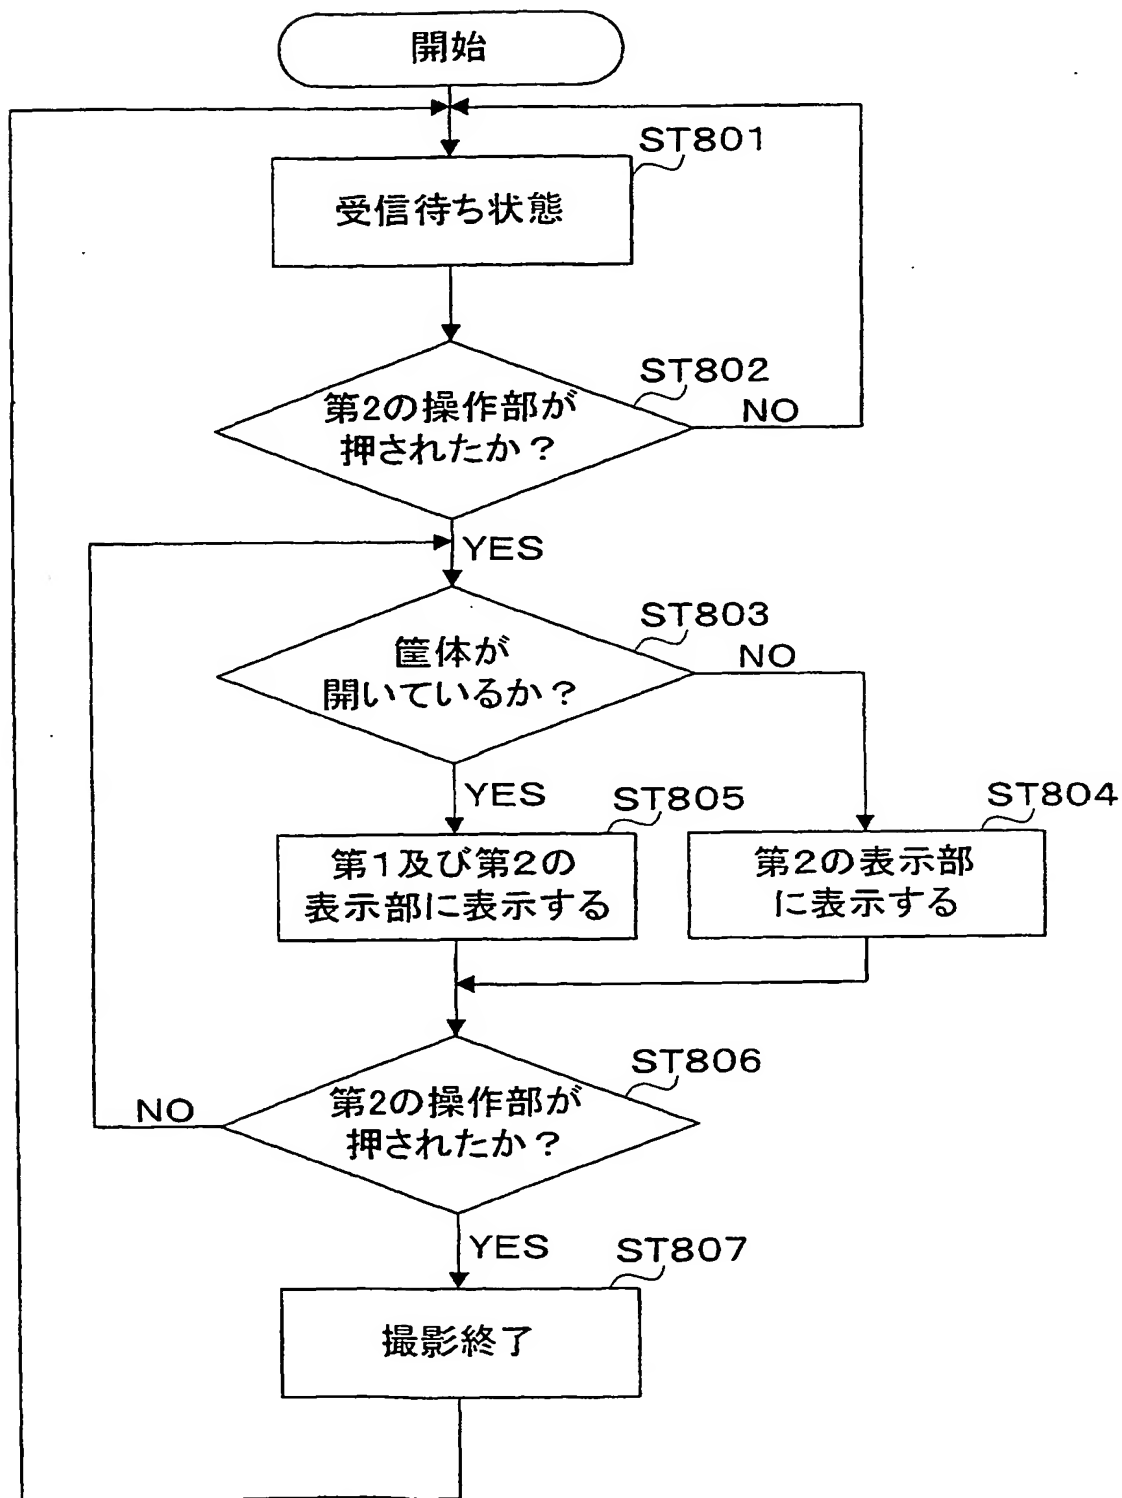 開始
ST801
受信待ち状態
ST802
第2の操作部が
押されたか？
NO
YES
ST803
筐体が
開いているか？
NO
YES
ST805
第1及び第2の
表示部に表示する
ST804
第2の表示部
に表示する
ST806
第2の操作部が
押されたか？
NO
YES
ST807
撮影終了